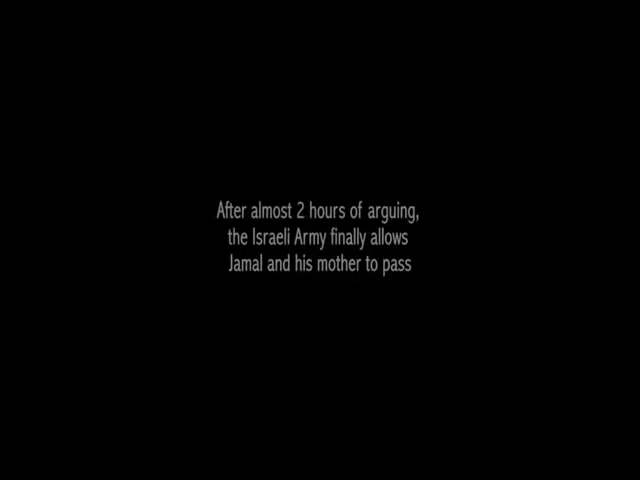 After almost 2 hours of arguing,
the Israeli Army finally allows
Jamal and his mother to pass